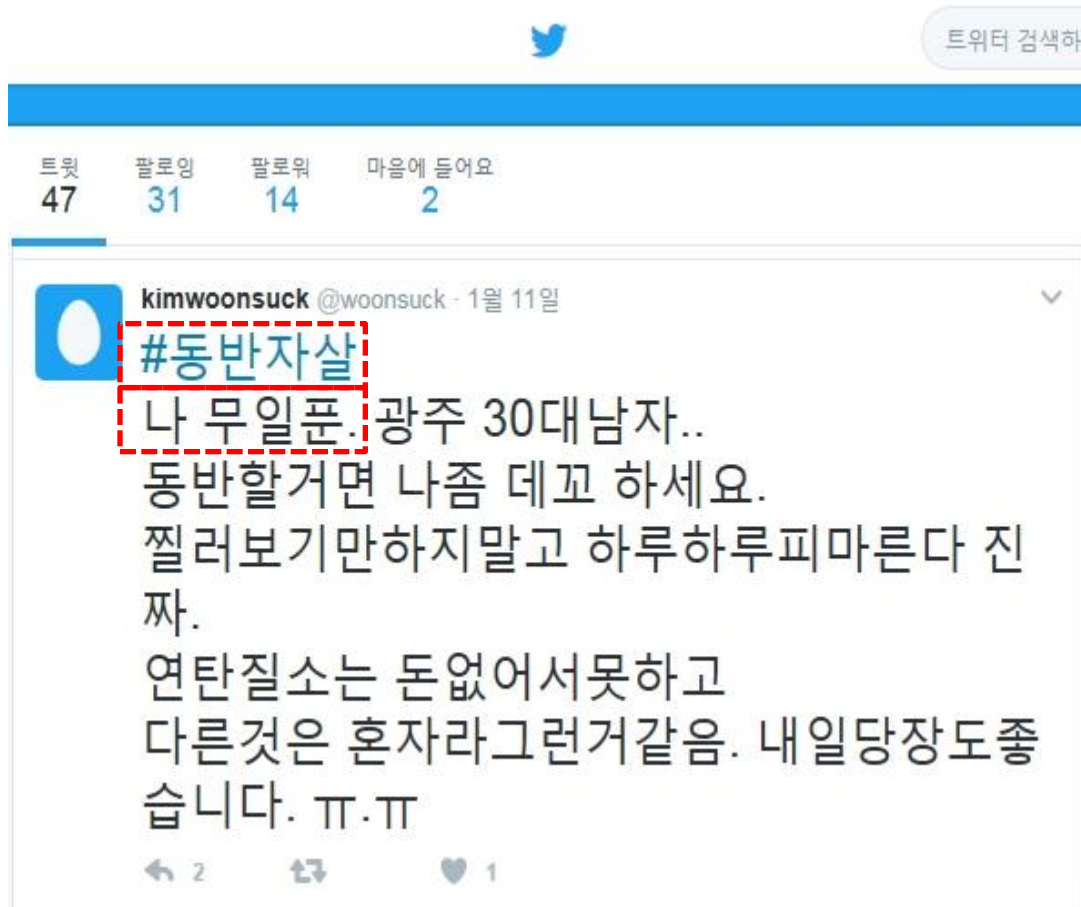 트위터 검색하
트윗 팔로잉 팔로워 마음에 들어요
47 31 14 2
kimwoonsuck @woonsuck · 1월 11일
#동반자살
나 무일푼. 광주 30대남자..
동반할거면 나좀 데꼬 하세요.
찔러보기만하지말고 하루하루피마른다 진
짜.
연탄질소는 돈없어서못하고
다른것은 혼자라그런거같음. 내일당장도좋
습니다. ㅠ.ㅠ
2 1